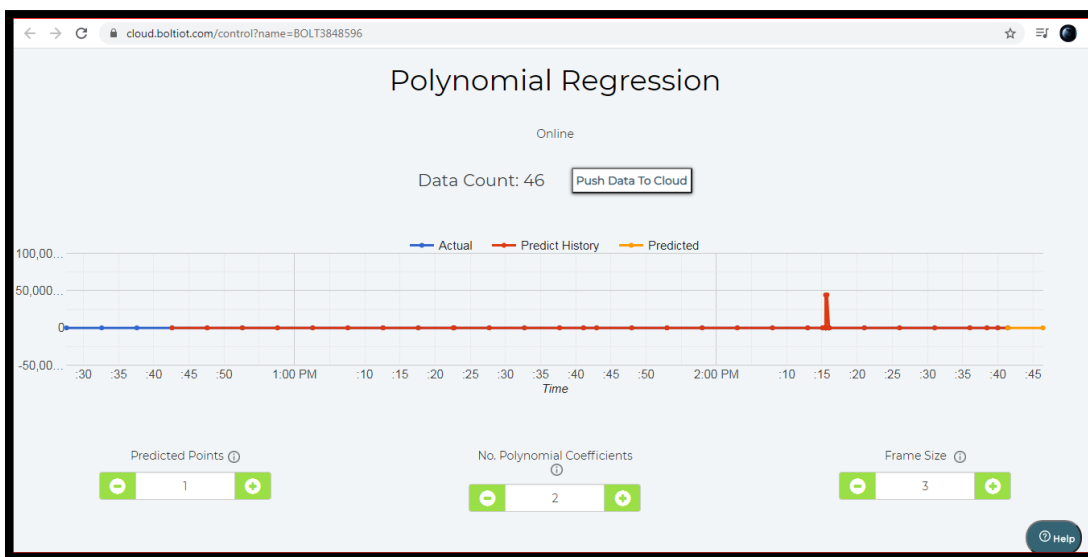 cloud.boltiot.com/control?name=BOLT3848596
Polynomial Regression
Online
Data Count: 46 Push Data To Cloud
Actual Predict History Predicted
100,00...
50,000...
0
-50,00...
:30 :35 :40 :45 :50 1:00 PM :10 :15 :20 :25 :30 :35 :40 :45 :50 2:00 PM :10 :15 :20 :25 :30 :35 :40 :45
Time
Predicted Points No. Polynomial Coefficients Frame Size
1 2 3
Help